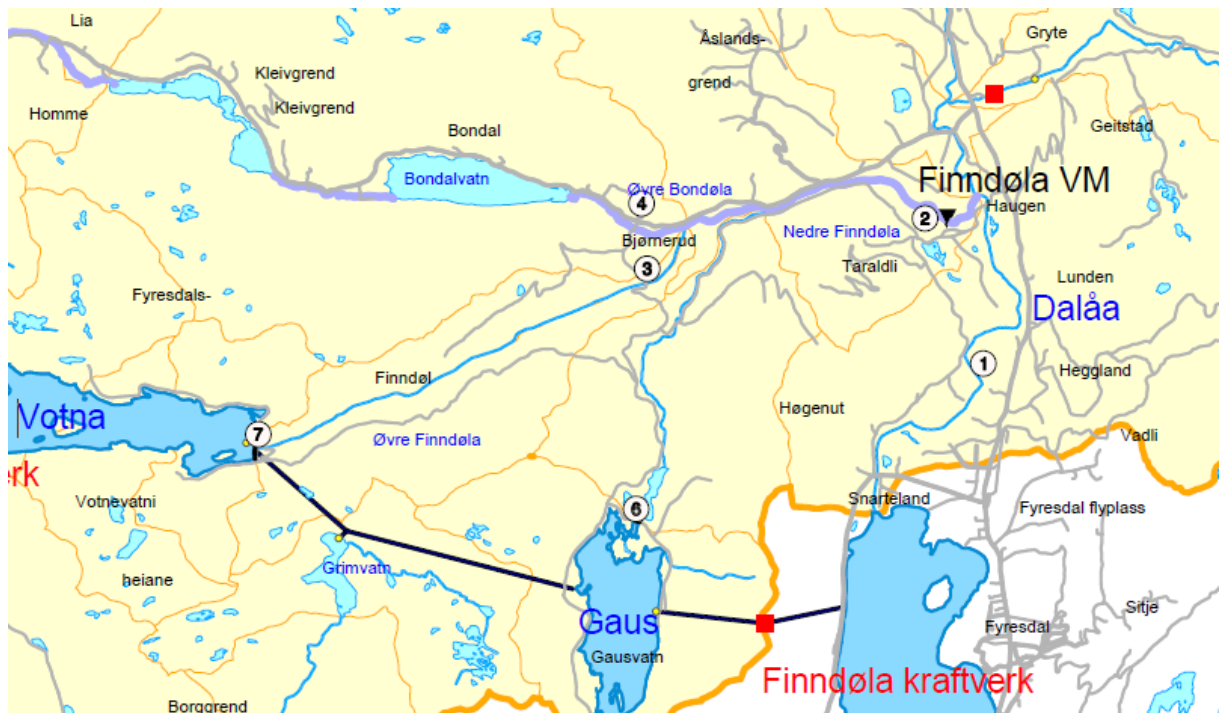 Lia
Gryte
Åslands-
Kleivgrend
grend
Kleivgrend
Homme
Geitstad
Bondal
Bondalvatn
Finndøla VM
Øvre Bondøla
4
Haugen
2
Nedre Finndøla
Bjørnerud
3
Taraldli
Lunden
Fyresdals-
Dalåa
1
Finndøl
Heggland
Høgenut
Votna
7
Øvre Finndøla
Vadli
rk
Votnevatni
Snarteland
6
Fyresdal flyplass
Grimvatn
heiane
Gaus
Sitje
Fyresdal
Gausvatn
Finndøla kraftverk
Borggrend